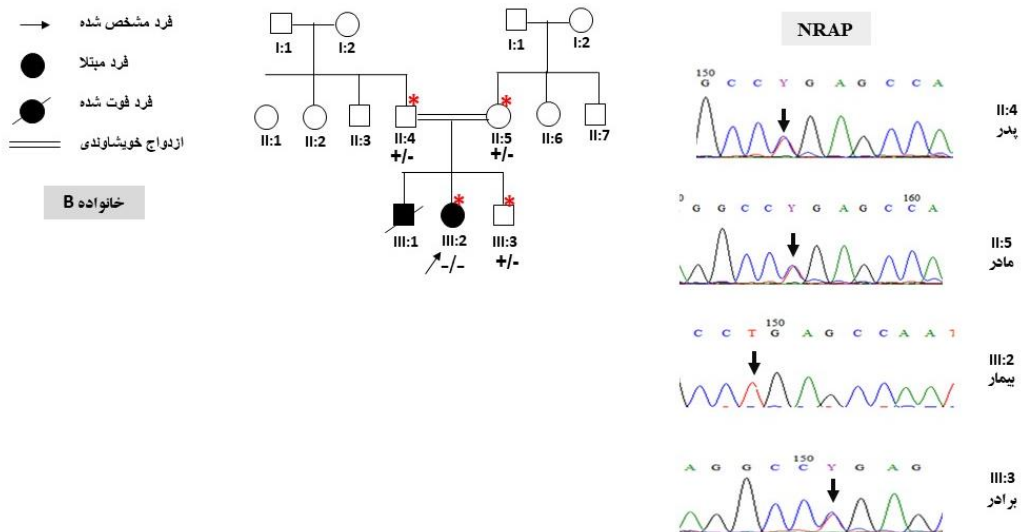 فرد مشخص شده
فرد مبتلا
فرد فوت شده
ازدواج خویشاوندی
خانواده B
I:1
I:2
I:1
I:2
II:1
II:2
II:3
II:4
+/-
II:5
+/-
II:6
II:7
III:1
III:2
-/-
III:3
+/-
NRAP
150
G C C Y G A G C C A
II:4
پدر
0
160
G G C C Y G A G C C A
II:5
مادر
150
C C T G A G C C A A T
III:2
بیمار
150
A G G C C Y G A G
III:3
برادر